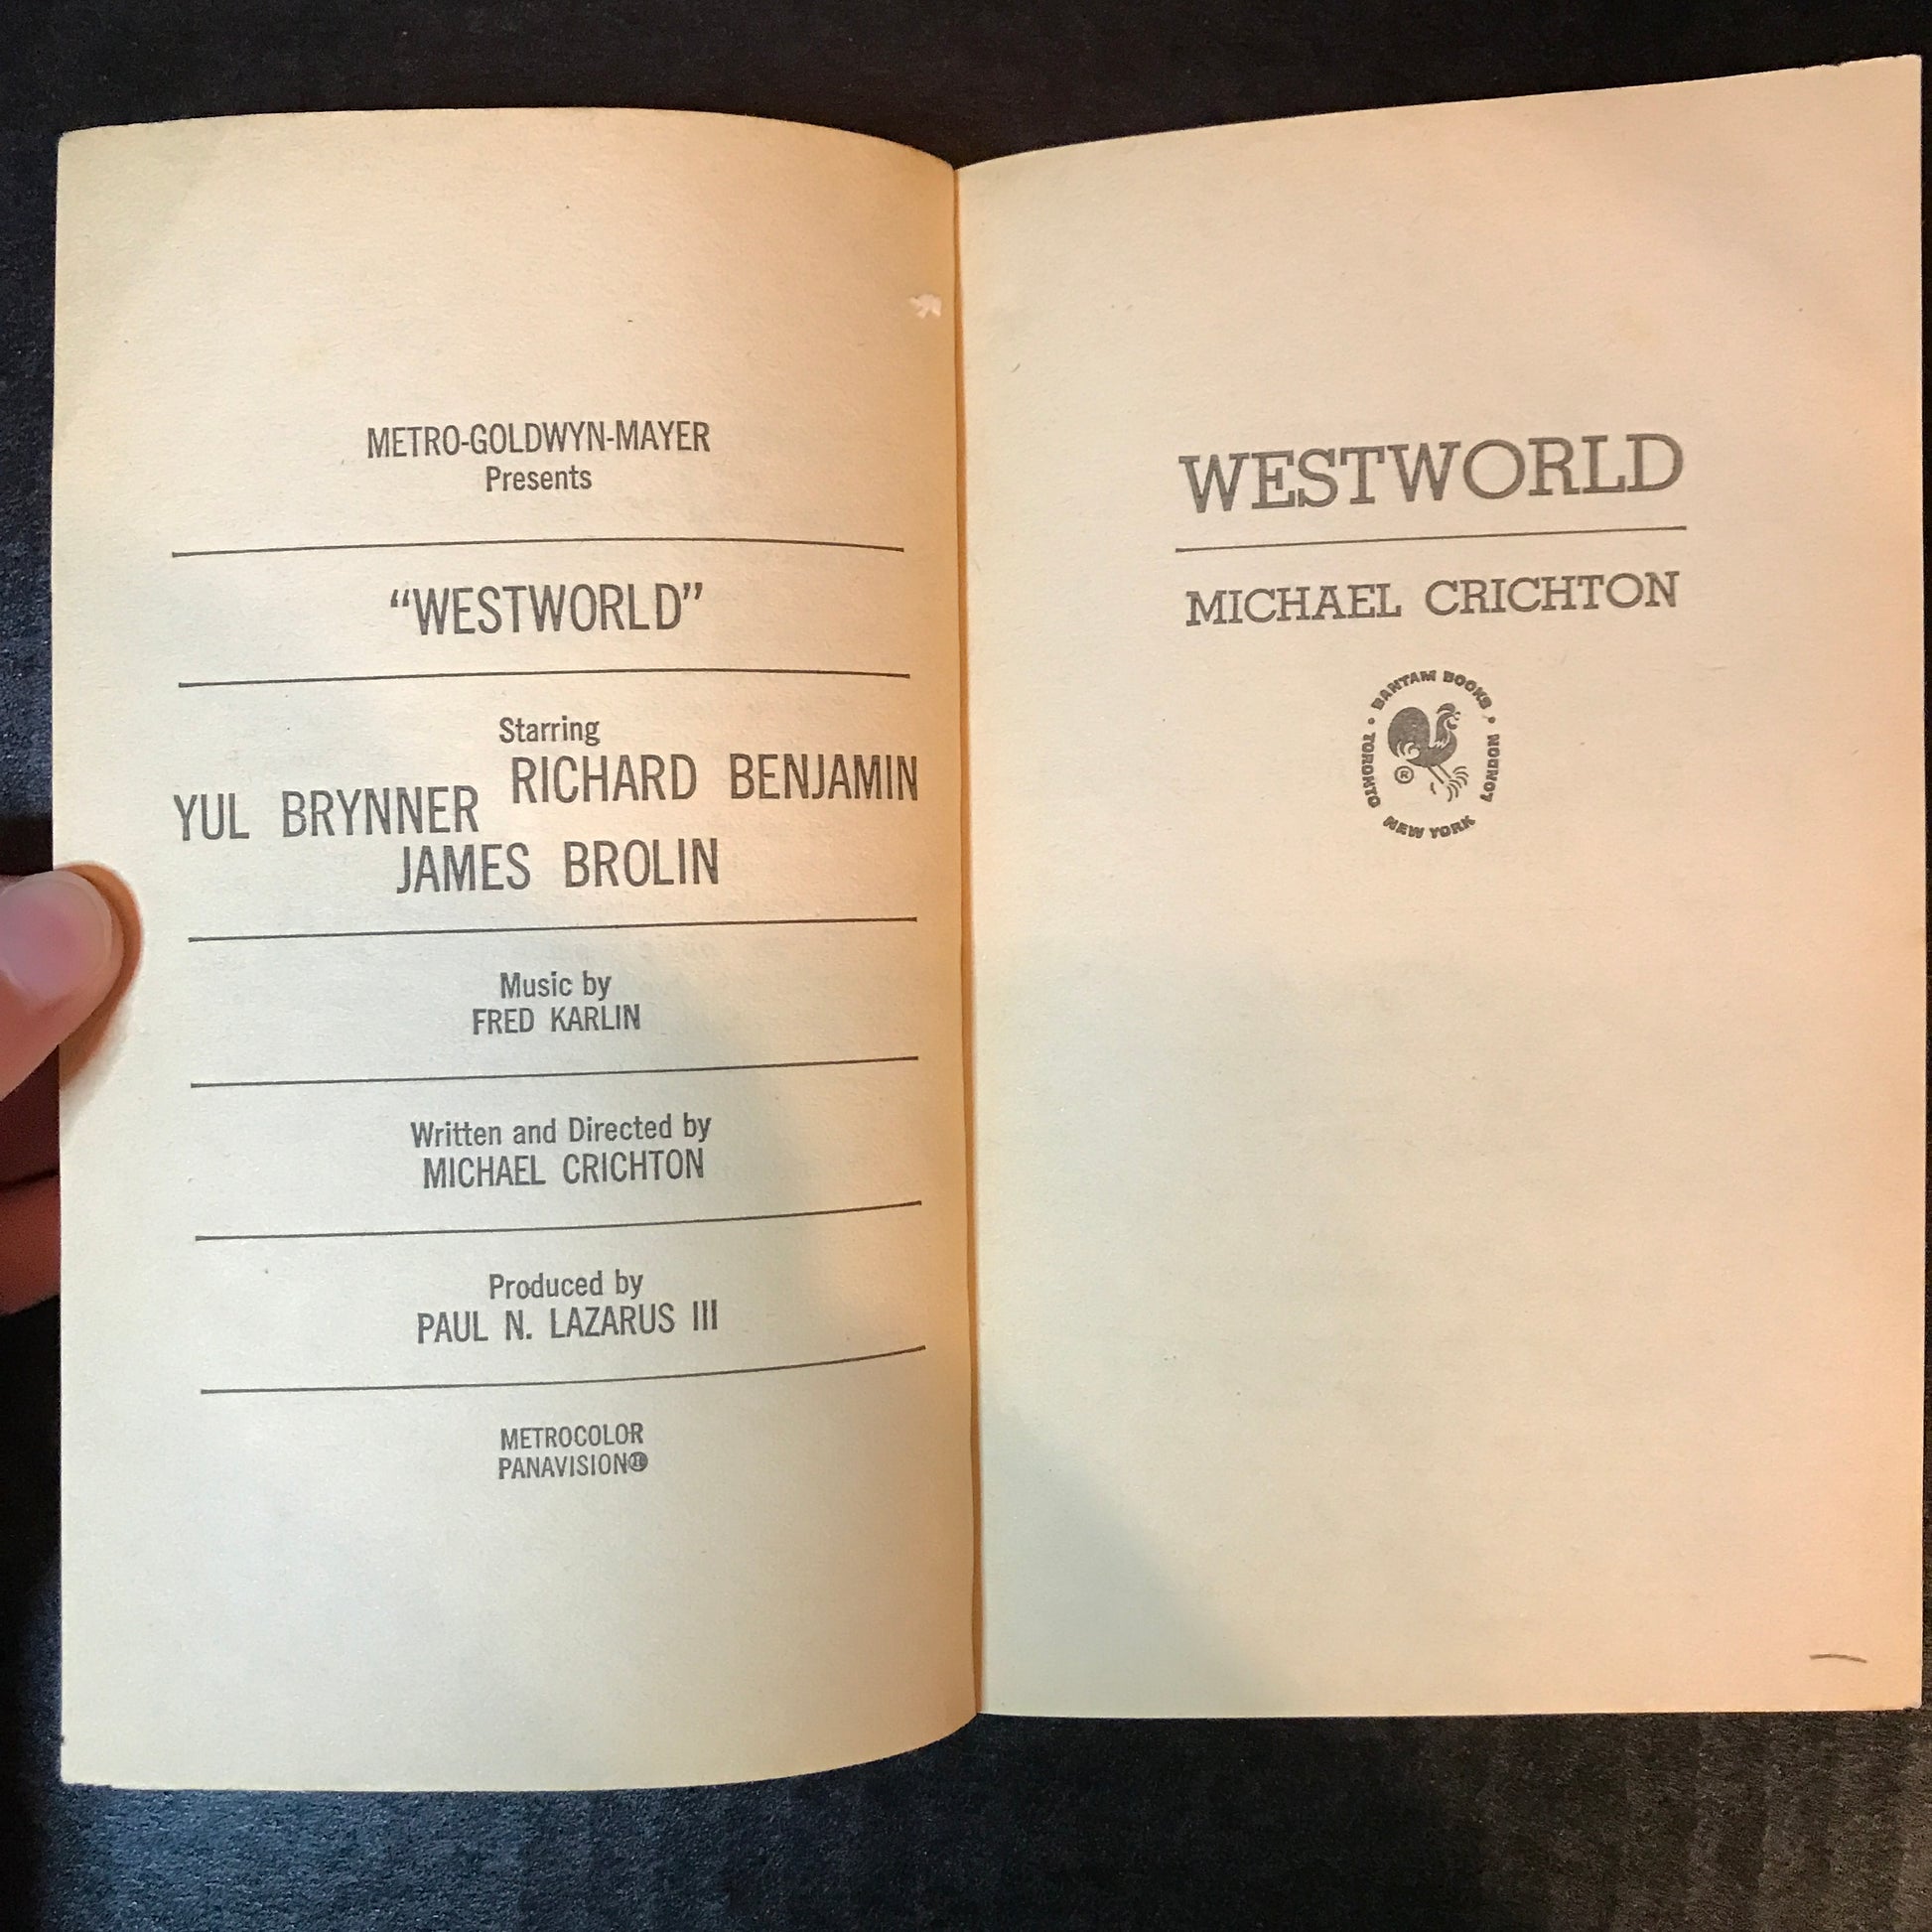 METRO-GOLDWYN-MAYER
Presents
“WESTWORLD”
Starring
YUL BRYNNER RICHARD BENJAMIN
JAMES BROLIN
Music by
FRED KARLIN
Written and Directed by
MICHAEL CRICHTON
Produced by
PAUL N. LAZARUS III
METROCOLOR
PANAVISION®
WESTWORLD
MICHAEL CRICHTON
BANTAM BOOKS
TORONTO • NEW YORK • LONDON
®